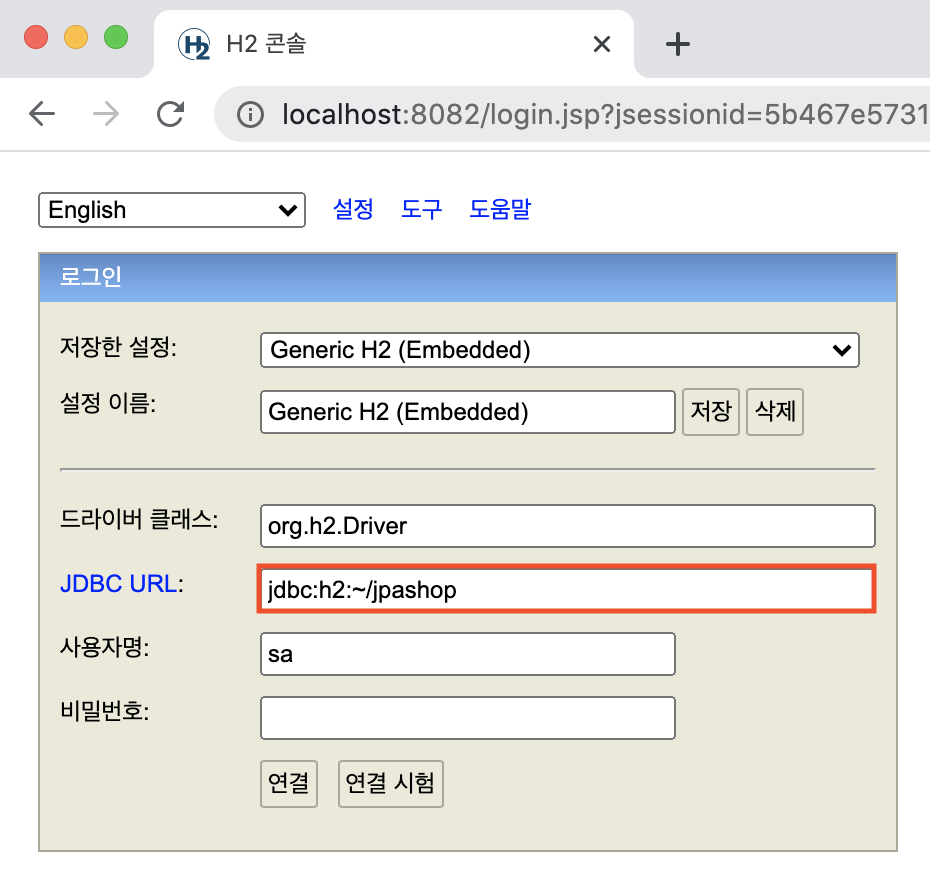 H2 콘솔
localhost:8082/login.jsp?jsessionid=5b467e5731
English 설정 도구 도움말
로그인
저장한 설정: Generic H2 (Embedded)
설정 이름: Generic H2 (Embedded) 저장 삭제
드라이버 클래스: org.h2.Driver
JDBC URL: jdbc:h2:~/jpashop
사용자명: sa
비밀번호:
연결 연결 시험